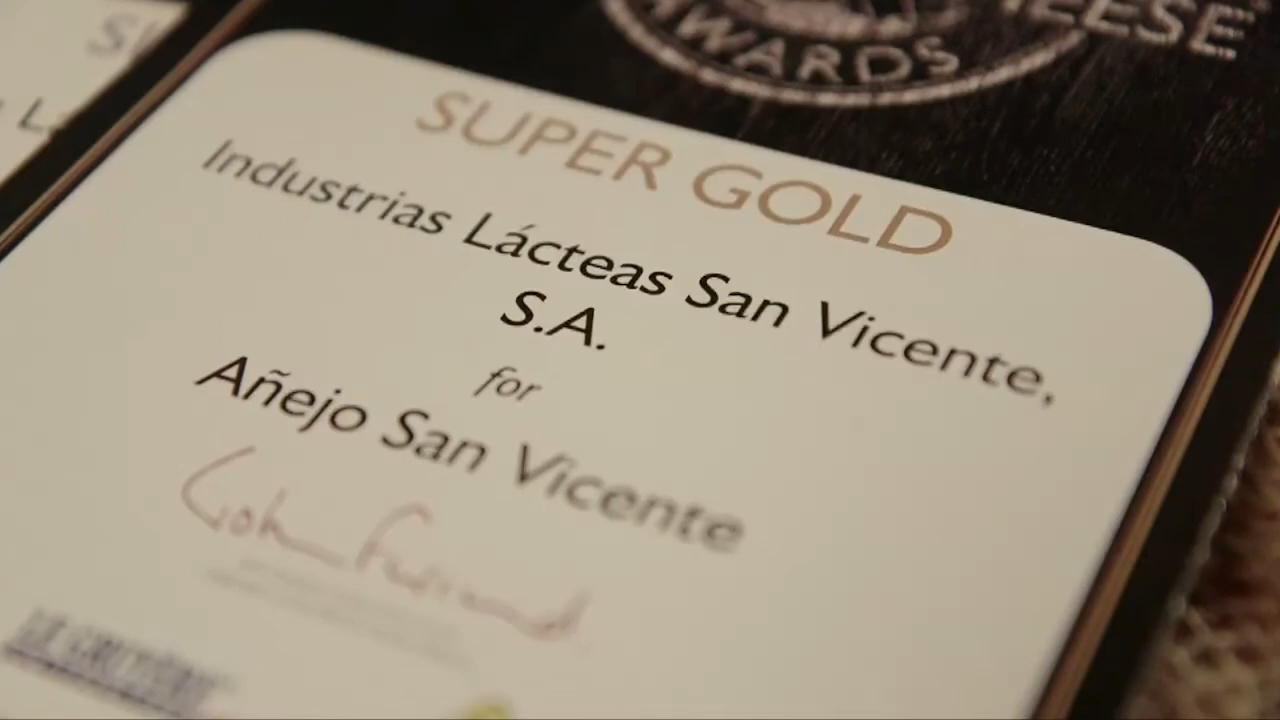 AWARDS
SUPER GOLD
Industrias Lácteas San Vicente,
S.A.
for
Añejo San Vicente